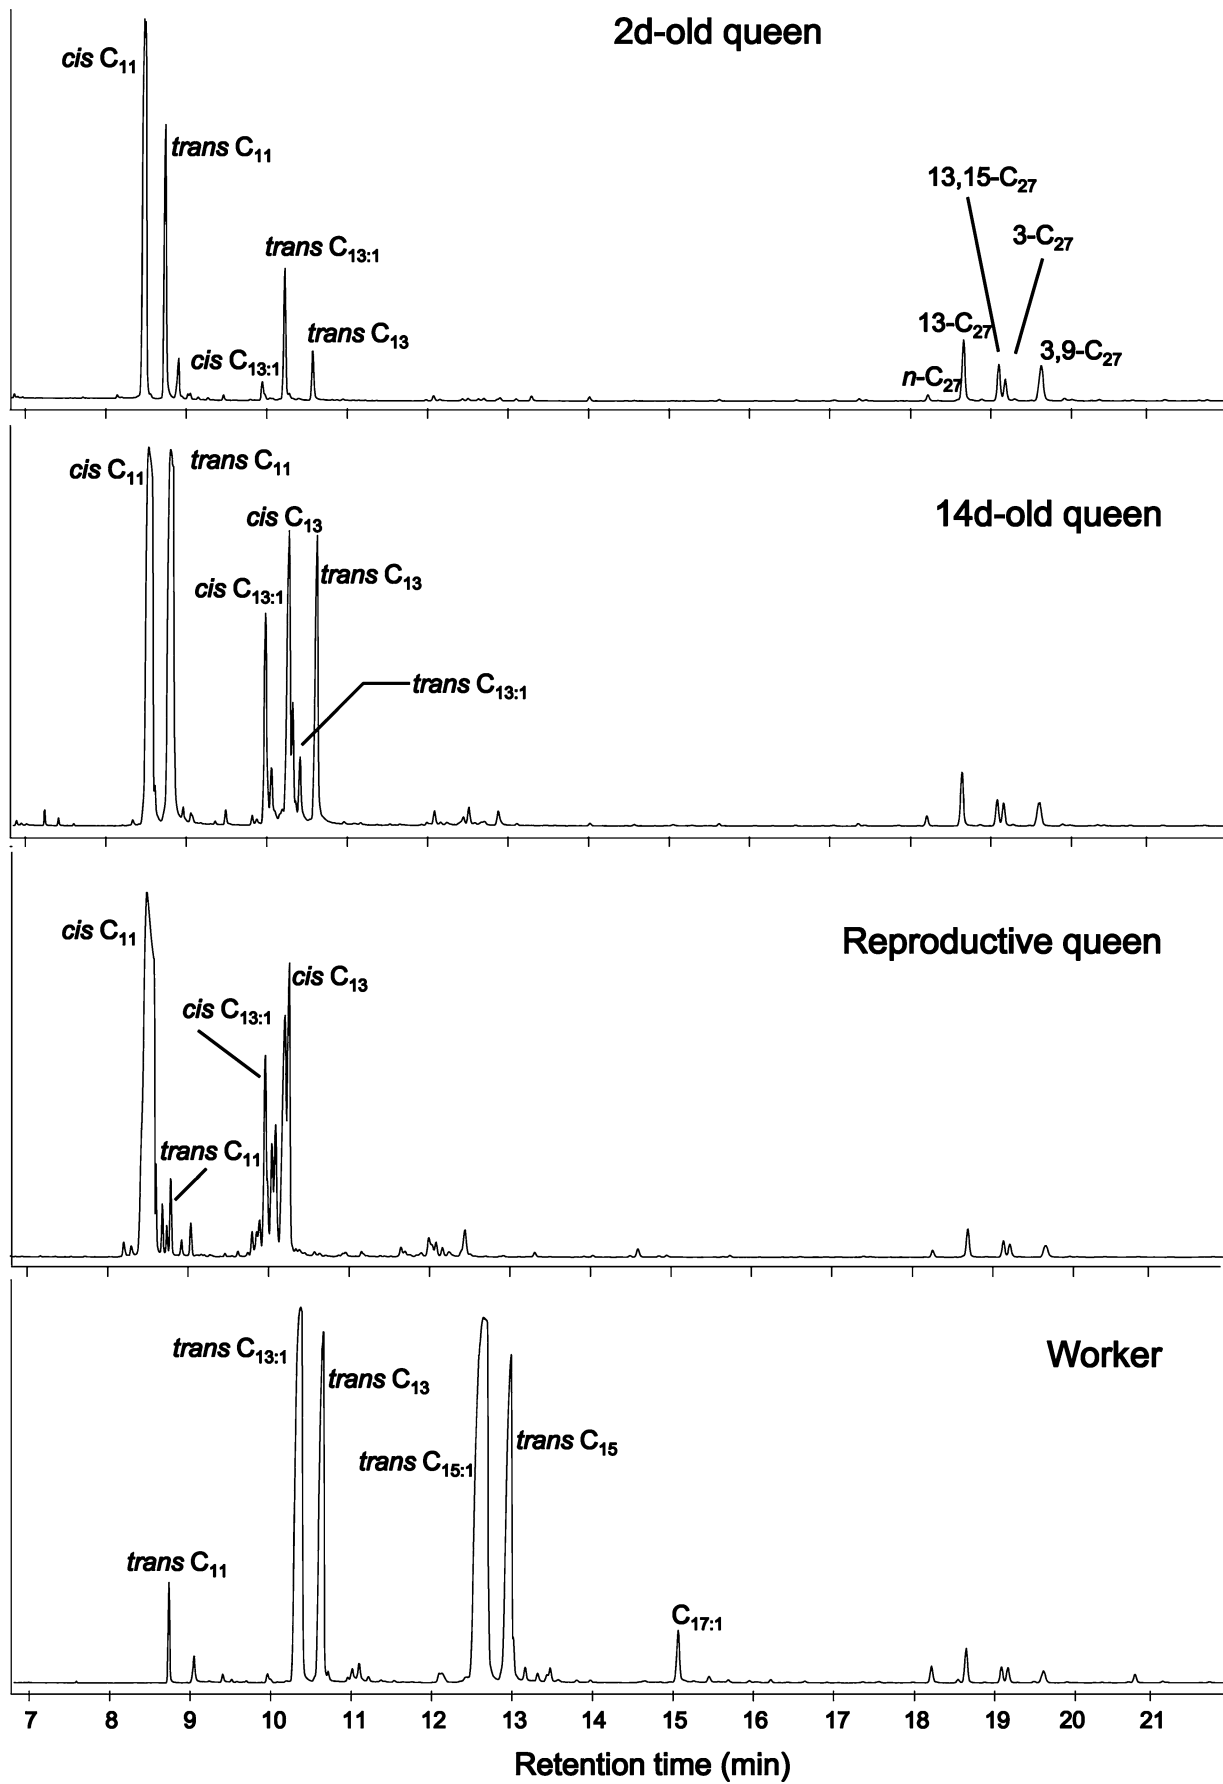 2d-old queen
cis C11
trans C11
13,15-C27
3-C27
trans C13:1
13-C27
trans C13
cis C13:1
3,9-C27
n-C27
trans C11
cis C11
14d-old queen
cis C13
trans C13
cis C13:1
trans C13:1
cis C11
Reproductive queen
cis C13
cis C13:1
trans C11
trans C13:1
Worker
trans C13
trans C15
trans C15:1
trans C11
C17:1
7 8 9 10 11 12 13 14 15 16 17 18 19 20 21
Retention time (min)